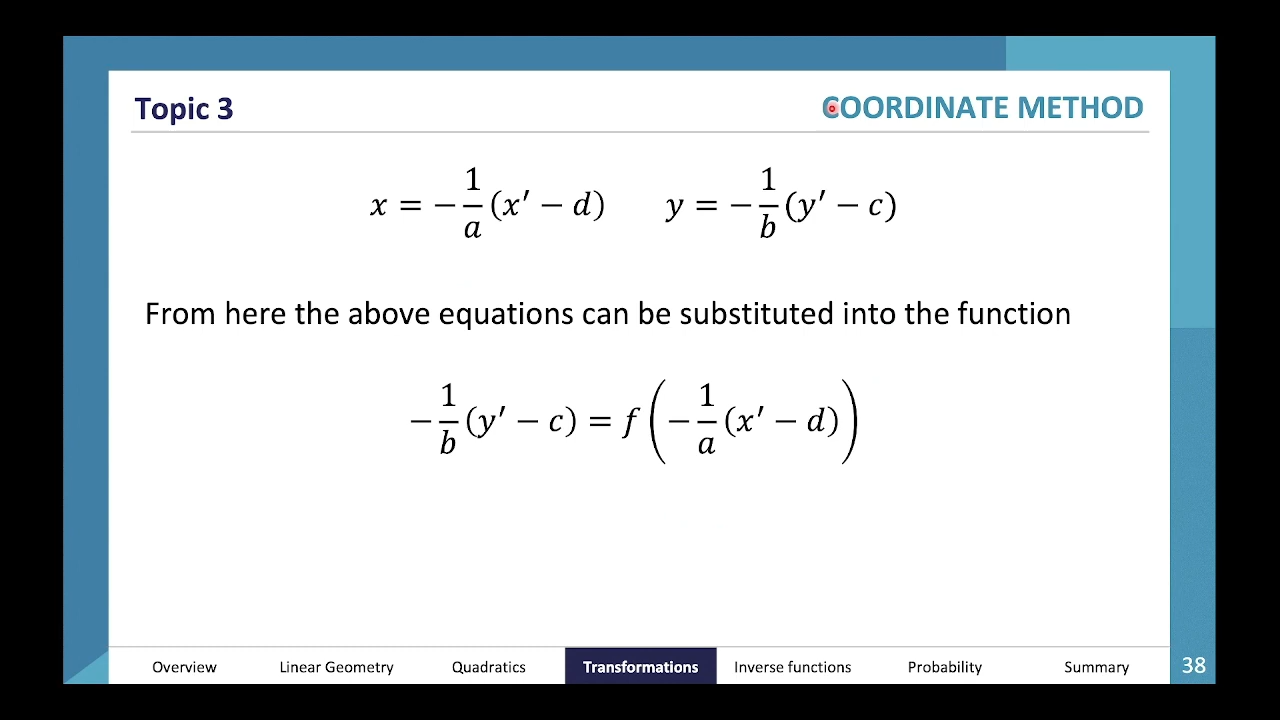 Topic 3
COORDINATE METHOD
x = −1/a (x′ − d)   y = −1/b (y′ − c)
From here the above equations can be substituted into the function
−1/b (y′ − c) = f(−1/a (x′ − d))
Overview   Linear Geometry   Quadratics   Transformations   Inverse functions   Probability   Summary   38